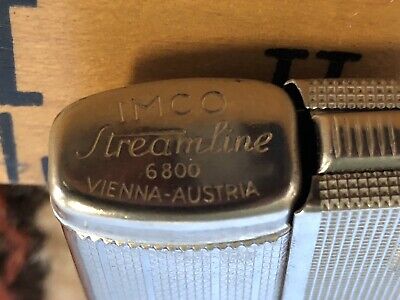 IMCO
Streamline
6800
VIENNA-AUSTRIA